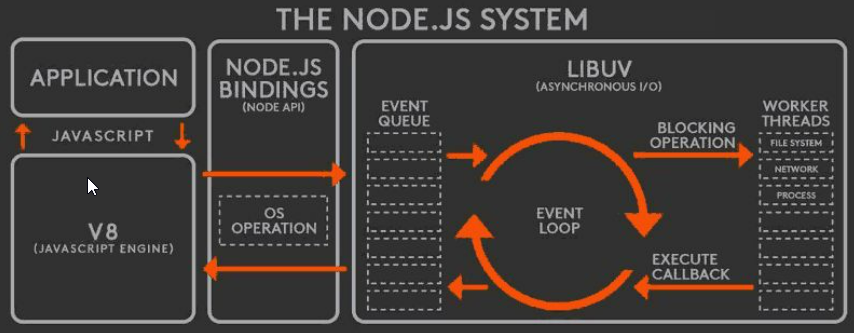 THE NODE.JS SYSTEM
APPLICATION
JAVASCRIPT
V8
(JAVASCRIPT ENGINE)
NODE.JS
BINDINGS
(NODE API)
OS
OPERATION
LIBUV
(ASYNCHRONOUS I/O)
EVENT
QUEUE
EVENT
LOOP
BLOCKING
OPERATION
EXECUTE
CALLBACK
WORKER
THREADS
FILE SYSTEM
NETWORK
PROCESS